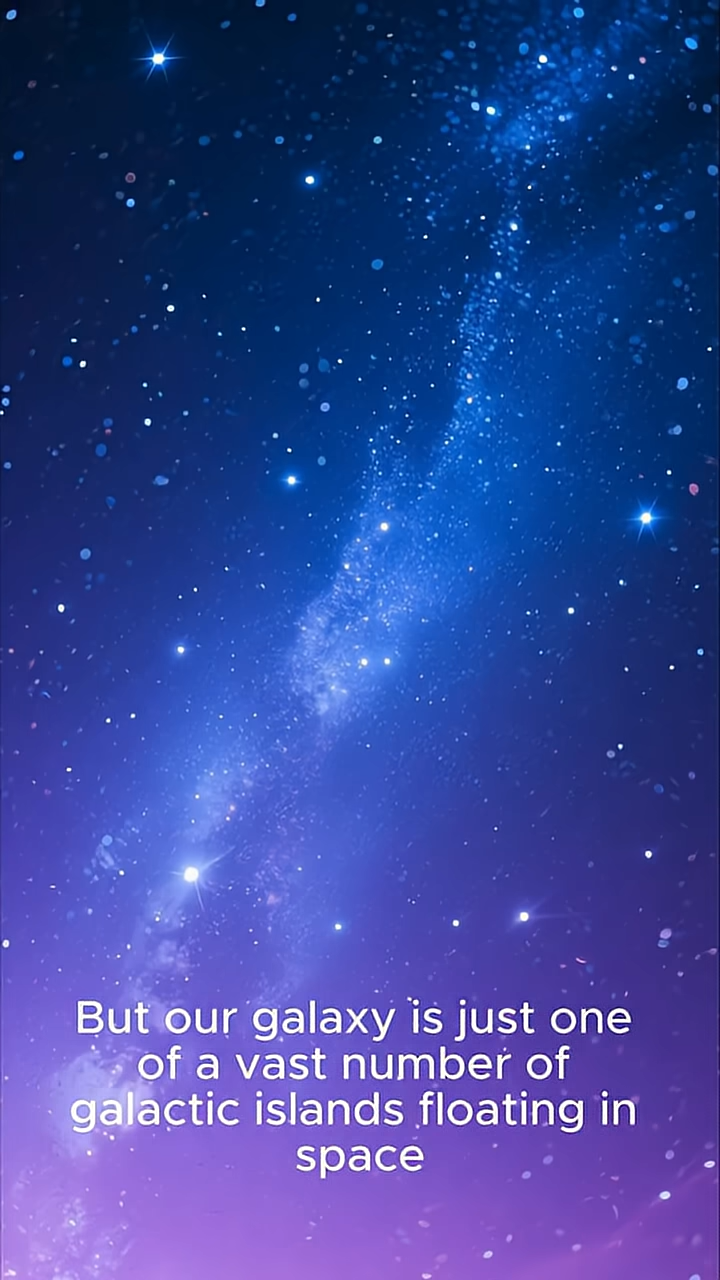 But our galaxy is just one
of a vast number of
galactic islands floating in
space